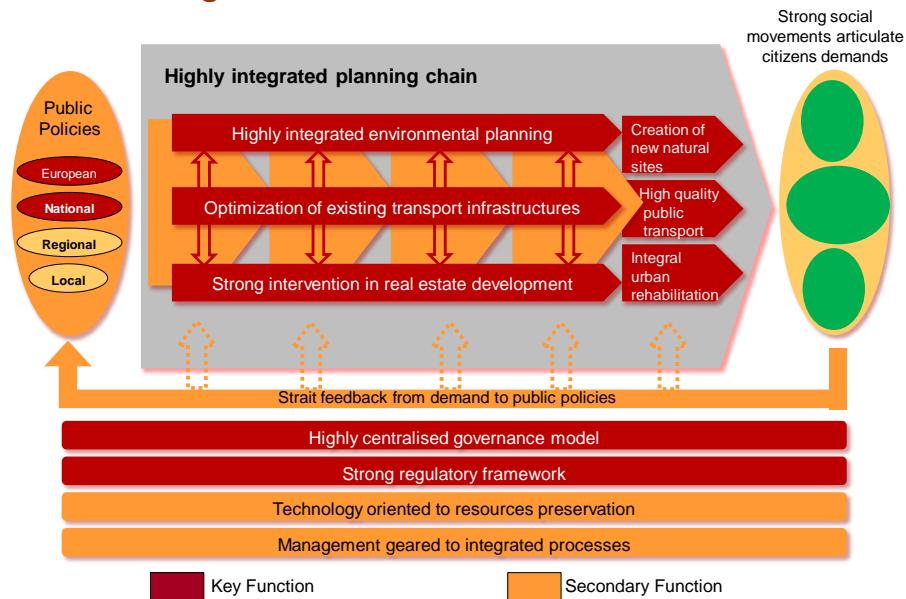 Strong social
movements articulate
citizens demands
Highly integrated planning chain
Public
Policies
European
National
Regional
Local
Highly integrated environmental planning
Optimization of existing transport infrastructures
Strong intervention in real estate development
Creation of
new natural
sites
High quality
public
transport
Integral
urban
rehabilitation
Strait feedback from demand to public policies
Highly centralised governance model
Strong regulatory framework
Technology oriented to resources preservation
Management geared to integrated processes
Key Function
Secondary Function